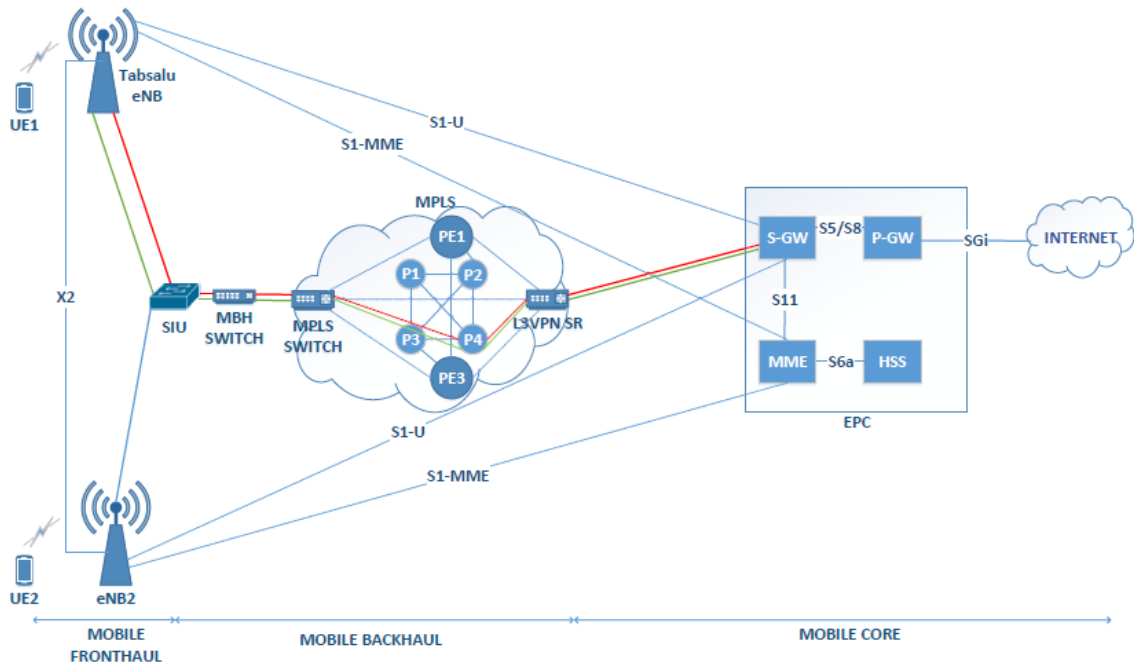 Tabsalu
eNB
UE1
S1-U
S1-MME
MPLS
PE1
P1
P2
P3
P4
PE3
S-GW
S5/S8
P-GW
SGi
INTERNET
X2
SIU
MBH
SWITCH
MPLS
SWITCH
L3VPN SR
S11
MME
S6a
HSS
EPC
S1-U
S1-MME
UE2
eNB2
MOBILE
FRONTHAUL
MOBILE BACKHAUL
MOBILE CORE